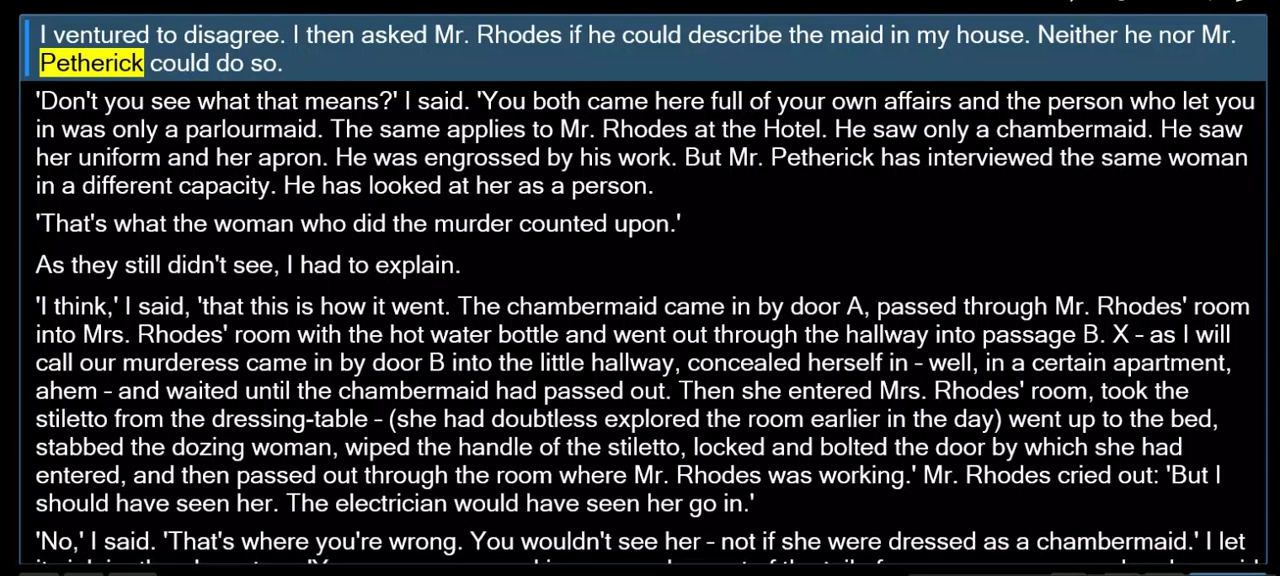 I ventured to disagree. I then asked Mr. Rhodes if he could describe the maid in my house. Neither he nor Mr.
Petherick could do so.
'Don't you see what that means?' I said. 'You both came here full of your own affairs and the person who let you
in was only a parlourmaid. The same applies to Mr. Rhodes at the Hotel. He saw only a chambermaid. He saw
her uniform and her apron. He was engrossed by his work. But Mr. Petherick has interviewed the same woman
in a different capacity. He has looked at her as a person.
'That's what the woman who did the murder counted upon.'
As they still didn't see, I had to explain.
'I think,' I said, 'that this is how it went. The chambermaid came in by door A, passed through Mr. Rhodes' room
into Mrs. Rhodes' room with the hot water bottle and went out through the hallway into passage B. X – as I will
call our murderess came in by door B into the little hallway, concealed herself in – well, in a certain apartment,
ahem – and waited until the chambermaid had passed out. Then she entered Mrs. Rhodes' room, took the
stiletto from the dressing-table – (she had doubtless explored the room earlier in the day) went up to the bed,
stabbed the dozing woman, wiped the handle of the stiletto, locked and bolted the door by which she had
entered, and then passed out through the room where Mr. Rhodes was working.' Mr. Rhodes cried out: 'But I
should have seen her. The electrician would have seen her go in.'
'No,' I said. 'That's where you're wrong. You wouldn't see her – not if she were dressed as a chambermaid.' I let